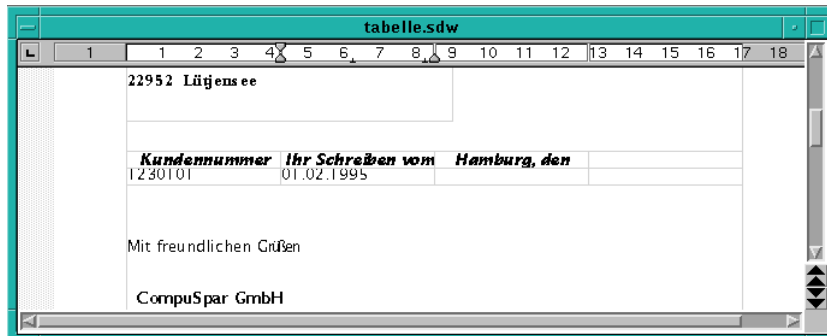 tabelle.sdw
1 1 2 3 4 5 6 7 8 9 10 11 12 13 14 15 16 17 18
22952 Lütjensee
Kundennummer Ihr Schreiben vom Hamburg, den
1230101 01.02.1995
Mit freundlichen Grüßen
CompuSpar GmbH